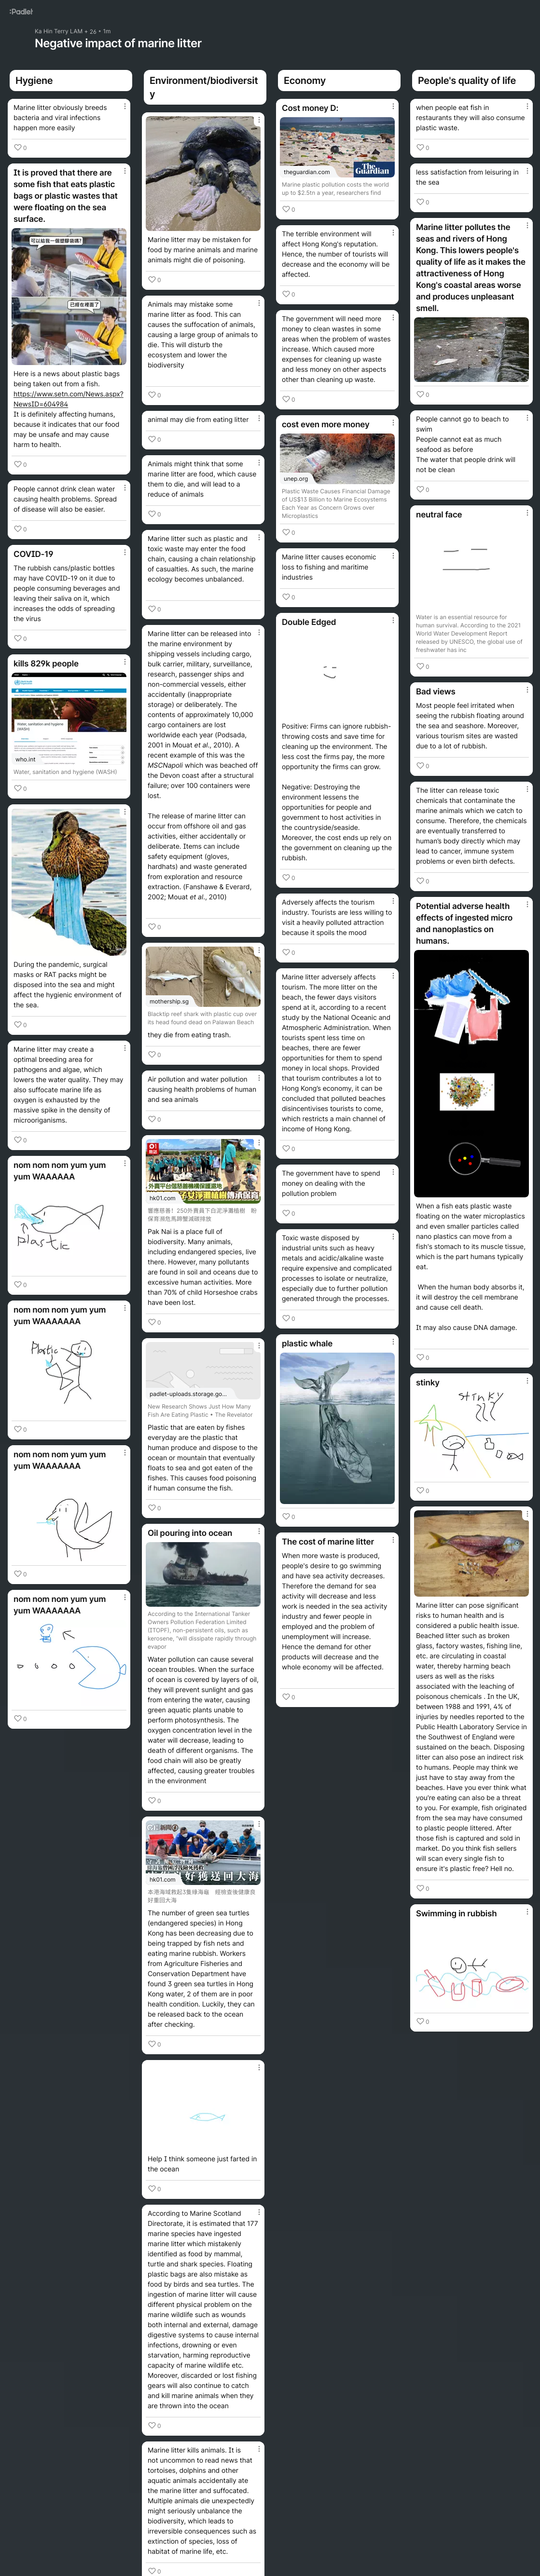 :Padlet
Ka Hin Terry LAM • 26 • 1m
Negative impact of marine litter
Hygiene
Marine litter obviously breeds
bacteria and viral infections
happen more easily
0
It is proved that there are
some fish that eats plastic
bags or plastic wastes that
were floating on the sea
surface.
可以給我一個塑膠袋嗎?
已經在裡面了
Here is a news about plastic bags
being taken out from a fish.
https://www.setn.com/News.aspx?
NewsID=604984
It is definitely affecting humans,
because it indicates that our food
may be unsafe and may cause
harm to health.
0
People cannot drink clean water
causing health problems. Spread
of disease will also be easier.
0
COVID-19
The rubbish cans/plastic bottles
may have COVID-19 on it due to
people consuming beverages and
leaving their saliva on it, which
increases the odds of spreading
the virus
0
kills 829k people
Water, sanitation and hygiene
(WASH)
who.int
Water, sanitation and hygiene (WASH)
0
During the pandemic, surgical
masks or RAT packs might be
disposed into the sea and might
affect the hygienic environment of
the sea.
0
Marine litter may create a
optimal breeding area for
pathogens and algae, which
lowers the water quality. They may
also suffocate marine life as
oxygen is exhausted by the
massive spike in the density of
microorganisms.
0
nom nom nom yum yum
yum WAAAAAA
plastic
0
nom nom nom yum yum
yum WAAAAAAA
Plastic
0
nom nom nom yum yum
yum WAAAAAAA
0
nom nom nom yum yum
yum WAAAAAAA
0
Environment/biodiversit
y
Marine litter may be mistaken for
food by marine animals and marine
animals might die of poisoning.
0
Animals may mistake some
marine litter as food. This can
causes the suffocation of animals,
causing a large group of animals to
die. This will disturb the
ecosystem and lower the
biodiversity
0
animal may die from eating litter
0
Animals might think that some
marine litter are food, which cause
them to die, and will lead to a
reduce of animals
0
Marine litter such as plastic and
toxic waste may enter the food
chain, causing a chain relationship
of casualties. As such, the marine
ecology becomes unbalanced.
0
Marine litter can be released into
the marine environment by
shipping vessels including cargo,
bulk carrier, military, surveillance,
research, passenger ships and
non-commercial vessels, either
accidentally (inappropriate
storage) or deliberately. The
contents of approximately 10,000
cargo containers are lost
worldwide each year (Podsada,
2001 in Mouat et al., 2010). A
recent example of this was the
MSCNapoli which was beached off
the Devon coast after a structural
failure; over 100 containers were
lost.
The release of marine litter can
occur from offshore oil and gas
activities, either accidentally or
deliberate. Items can include
safety equipment (gloves,
hardhats) and waste generated
from exploration and resource
extraction. (Fanshawe & Everard,
2002; Mouat et al., 2010)
0
mothership.sg
Blacktip reef shark with plastic cup over
its head found dead on Palawan Beach
they die from eating trash.
0
Air pollution and water pollution
causing health problems of human
and sea animals
0
hk01.com
Pak Nai is a place full of
biodiversity. Many animals,
including endangered species, live
there. However, many pollutants
are found in soil and oceans due to
excessive human activities. More
than 70% of child Horseshoe crabs
have been lost.
0
padlet-uploads.storage.go...
New Research Shows Just How Many
Fish Are Eating Plastic • The Revelator
Plastic that are eaten by fishes
everyday are the plastic that
human produce and dispose to the
ocean or mountain that eventually
floats to sea and got eaten of the
fishes. This causes food poisoning
if human consume the fish.
0
Oil pouring into ocean
According to the International Tanker
Owners Pollution Federation Limited
(ITOPF), non-persistent oils, such as
kerosene, "will dissipate rapidly through
evapor
Water pollution can cause several
ocean troubles. When the surface
of ocean is covered by layers of oil,
they will prevent sunlight and gas
from entering the water, causing
green aquatic plants unable to
perform photosynthesis. The
oxygen concentration level in the
water will decrease, leading to
death of different organisms. The
food chain will also be greatly
affected, causing greater troubles
in the environment
0
好獲送回大海
hk01.com
The number of green sea turtles
(endangered species) in Hong
Kong has been decreasing due to
being trapped by fish nets and
eating marine rubbish. Workers
from Agriculture Fisheries and
Conservation Department have
found 3 green sea turtles in Hong
Kong water, 2 of them are in poor
health condition. Luckily, they can
be released back to the ocean
after checking.
0
Help I think someone just farted in
the ocean
0
According to Marine Scotland
Directorate, it is estimated that 177
marine species have ingested
marine litter which mistakenly
identified as food by mammal,
turtle and shark species. Floating
plastic bags are also mistake as
food by birds and sea turtles. The
ingestion of marine litter will cause
different physical problem on the
marine wildlife such as wounds
both internal and external, damage
digestive systems to cause internal
infections, drowning or even
starvation, harming reproductive
capacity of marine wildlife etc.
Moreover, discarded or lost fishing
gears will also continue to catch
and kill marine animals when they
are thrown into the ocean
0
Marine litter kills animals. It is
not uncommon to read news that
tortoises, dolphins and other
aquatic animals accidentally ate
the marine litter and suffocated.
Multiple animals die unexpectedly
might seriously unbalance the
biodiversity, which leads to
irreversible consequences such as
extinction of species, loss of
habitat of marine life, etc.
0
Economy
Cost money D:
theguardian.com
The
Guardian
Marine plastic pollution costs the world
up to $2.5tn a year, researchers find
0
The terrible environment will
affect Hong Kong's reputation.
Hence, the number of tourists will
decrease and the economy will be
affected.
0
The government will need more
money to clean wastes in some
areas when the problem of wastes
increase. Which caused more
expenses for cleaning up waste
and less money on other aspects
other than cleaning up waste.
0
cost even more money
unep.org
Plastic Waste Causes Financial Damage
of US$13 Billion to Marine Ecosystems
Each Year as Concern Grows over
Microplastics
0
Marine litter causes economic
loss to fishing and maritime
industries
0
Double Edged
Positive: Firms can ignore rubbish-
throwing costs and save time for
cleaning up the environment. The
less cost the firms pay, the more
opportunity the firms can grow.
Negative: Destroying the
environment lessens the
opportunities for people and
government to host activities in
the countryside/seaside.
Moreover, the cost ends up rely on
the government on cleaning up the
rubbish.
0
Adversely affects the tourism
industry. Tourists are less willing to
visit a heavily polluted attraction
because it spoils the mood
0
Marine litter adversely affects
tourism. The more litter on the
beach, the fewer days visitors
spend at it, according to a recent
study by the National Oceanic and
Atmospheric Administration. When
tourists spent less time on
beaches, there are fewer
opportunities for them to spend
money in local shops. Provided
that tourism contributes a lot to
Hong Kong's economy, it can be
concluded that polluted beaches
disincentivises tourists to come,
which restricts a main channel of
income of Hong Kong.
0
The government have to spend
money on dealing with the
pollution problem
0
Toxic waste disposed by
industrial units such as heavy
metals and acidic/alkaline waste
require expensive and complicated
processes to isolate or neutralize,
especially due to further pollution
generated through the processes.
0
plastic whale
0
The cost of marine litter
When more waste is produced,
people's desire to go swimming
and have sea activity decreases.
Therefore the demand for sea
activity will decrease and less
work is needed in the sea activity
industry and fewer people in
employed and the problem of
unemployment will increase.
Hence the demand for other
products will decrease and the
whole economy will be affected.
0
People's quality of life
when people eat fish in
restaurants they will also consume
plastic waste.
0
less satisfaction from leisuring in
the sea
0
Marine litter pollutes the
seas and rivers of Hong
Kong. This lowers people's
quality of life as it makes the
attractiveness of Hong
Kong's coastal areas worse
and produces unpleasant
smell.
0
People cannot go to beach to
swim
People cannot eat as much
seafood as before
The water that people drink will
not be clean
0
neutral face
Water is an essential resource for
human survival. According to the 2021
World Water Development Report
released by UNESCO, the global use of
freshwater has inc
0
Bad views
Most people feel irritated when
seeing the rubbish floating around
the sea and seashore. Moreover,
various tourism sites are wasted
due to a lot of rubbish.
0
The litter can release toxic
chemicals that contaminate the
marine animals which we catch to
consume. Therefore, the chemicals
are eventually transferred to
human's body directly which may
lead to cancer, immune system
problems or even birth defects.
0
Potential adverse health
effects of ingested micro
and nanoplastics on
humans.
When a fish eats plastic waste
floating on the water microplastics
and even smaller particles called
nano plastics can move from a
fish's stomach to its muscle tissue,
which is the part humans typically
eat.
When the human body absorbs it,
it will destroy the cell membrane
and cause cell death.
It may also cause DNA damage.
0
stinky
stinky
0
Marine litter can pose significant
risks to human health and is
considered a public health issue.
Beached litter such as broken
glass, factory wastes, fishing line,
etc. are circulating in coastal
water, thereby harming beach
users as well as the risks
associated with the leaching of
poisonous chemicals . In the UK,
between 1988 and 1991, 4% of
injuries by needles reported to the
Public Health Laboratory Service in
the Southwest of England were
sustained on the beach. Disposing
litter can also pose an indirect risk
to humans. People may think we
just have to stay away from the
beaches. Have you ever think what
you're eating can also be a threat
to you. For example, fish originated
from the sea may have consumed
to plastic people littered. After
those fish is captured and sold in
market. Do you think fish sellers
will scan every single fish to
ensure it's plastic free? Hell no.
0
Swimming in rubbish
0